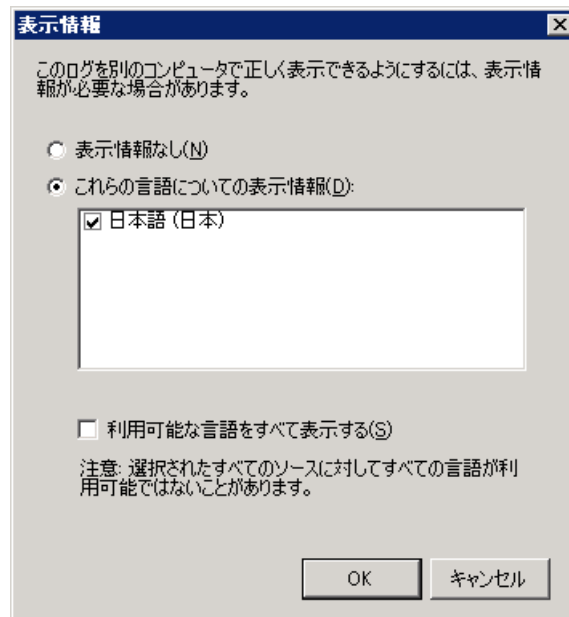 表示情報
このログを別のコンピュータで正しく表示できるようにするには、表示情
報が必要な場合があります。
表示情報なし(N)
これらの言語についての表示情報(D):
日本語 (日本)
利用可能な言語をすべて表示する(S)
注意: 選択されたすべてのソースに対してすべての言語が利
用可能ではないことがあります。
OK
キャンセル